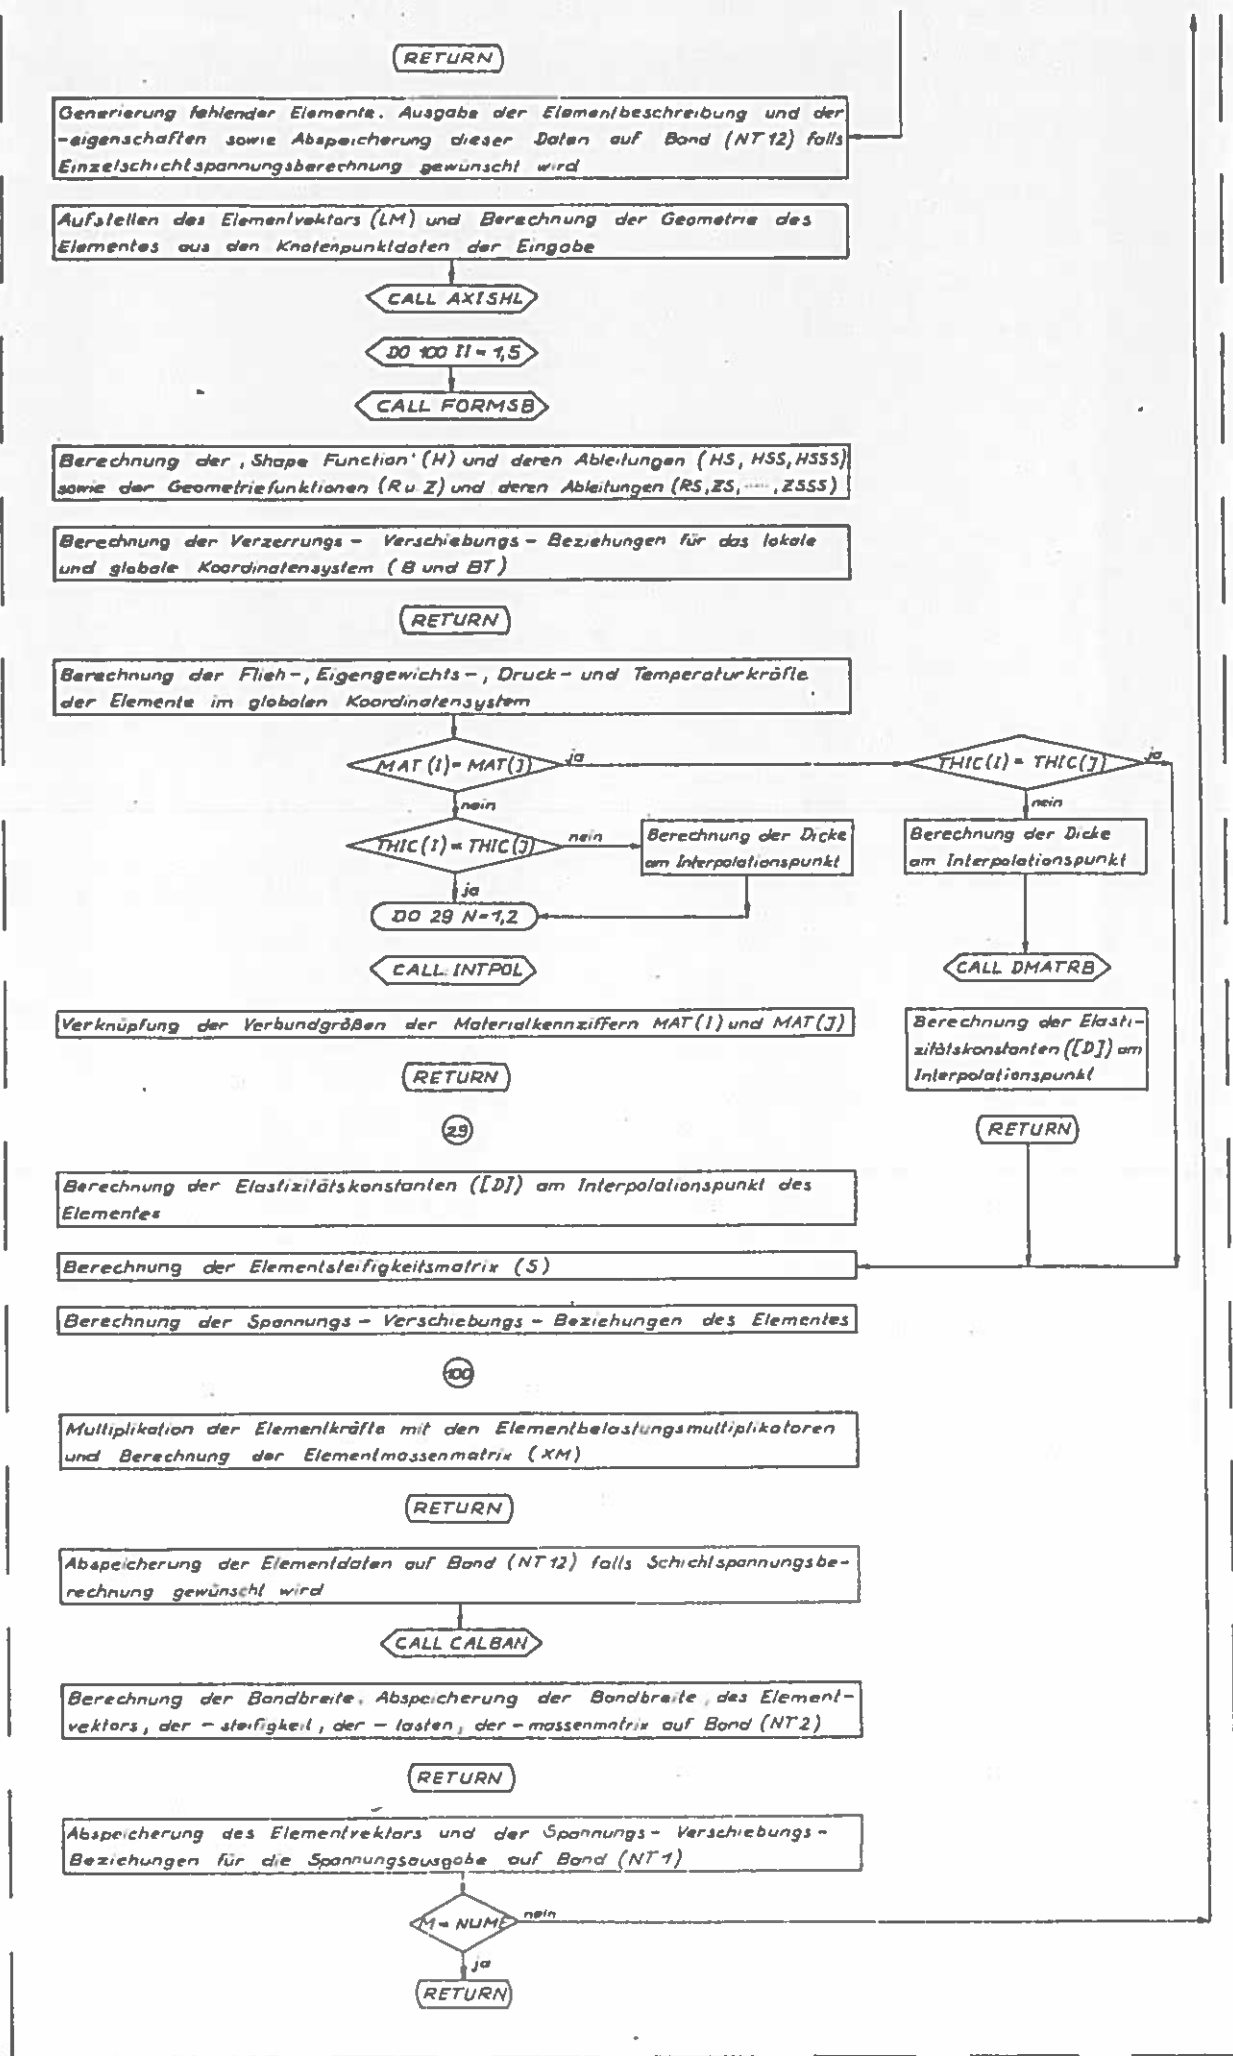 RETURN
Generierung fehlender Elemente. Ausgabe der Elementbeschreibung und der
-eigenschaften sowie Abspeicherung dieser Daten auf Band (NT12) falls
Einzelschichtspannungsberechnung gewünscht wird
Aufstellen des Elementvektors (LM) und Berechnung der Geometrie des
Elementes aus den Knotenpunktdaten der Eingabe
CALL AXISHL
DO 100 II = 1,5
CALL FORMSB
Berechnung der ‚Shape Function' (H) und deren Ableitungen (HS, HSS, HSSS)
sowie der Geometriefunktionen (R u Z) und deren Ableitungen (RS, ZS, ···· , ZSSS)
Berechnung der Verzerrungs - Verschiebungs - Beziehungen für das lokale
und globale Koordinatensystem (B und BT)
RETURN
Berechnung der Flieh-, Eigengewichts-, Druck- und Temperaturkräfte
der Elemente im globalen Koordinatensystem
MAT (I) = MAT(J)
ja
THIC(I) = THIC(J)
ja
nein
nein
THIC(I) = THIC(J)
nein
Berechnung der Dicke
am Interpolationspunkt
Berechnung der Dicke
am Interpolationspunkt
ja
DO 29 N=1,2
CALL INTPOL
CALL DMATRB
Verknüpfung der Verbundgrößen der Materialkennziffern MAT(I) und MAT(J)
Berechnung der Elasti-
zitätskonstanten ([D]) am
Interpolationspunkt
RETURN
29
RETURN
Berechnung der Elastizitätskonstanten ([D]) am Interpolationspunkt des
Elementes
Berechnung der Elementsteifigkeitsmatrix (S)
Berechnung der Spannungs - Verschiebungs - Beziehungen des Elementes
100
Multiplikation der Elementkräfte mit den Elementbelastungsmultiplikatoren
und Berechnung der Elementmassenmatrix (XM)
RETURN
Abspeicherung der Elementdaten auf Band (NT12) falls Schichtspannungsbe-
rechnung gewünscht wird
CALL CALBAN
Berechnung der Bandbreite, Abspeicherung der Bandbreite, des Element-
vektors, der - steifigkeit, der - lasten, der - massenmatrix auf Band (NT2)
RETURN
Abspeicherung des Elementvektors und der Spannungs - Verschiebungs -
Beziehungen für die Spannungsausgabe auf Band (NT1)
M = NUME
nein
ja
RETURN